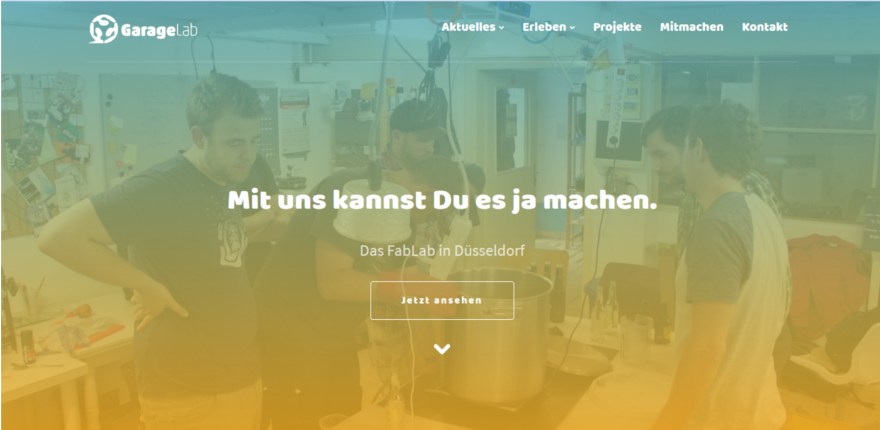 GarageLab
Aktuelles Erleben Projekte Mitmachen Kontakt
Mit uns kannst Du es ja machen.
Das FabLab in Düsseldorf
Jetzt ansehen